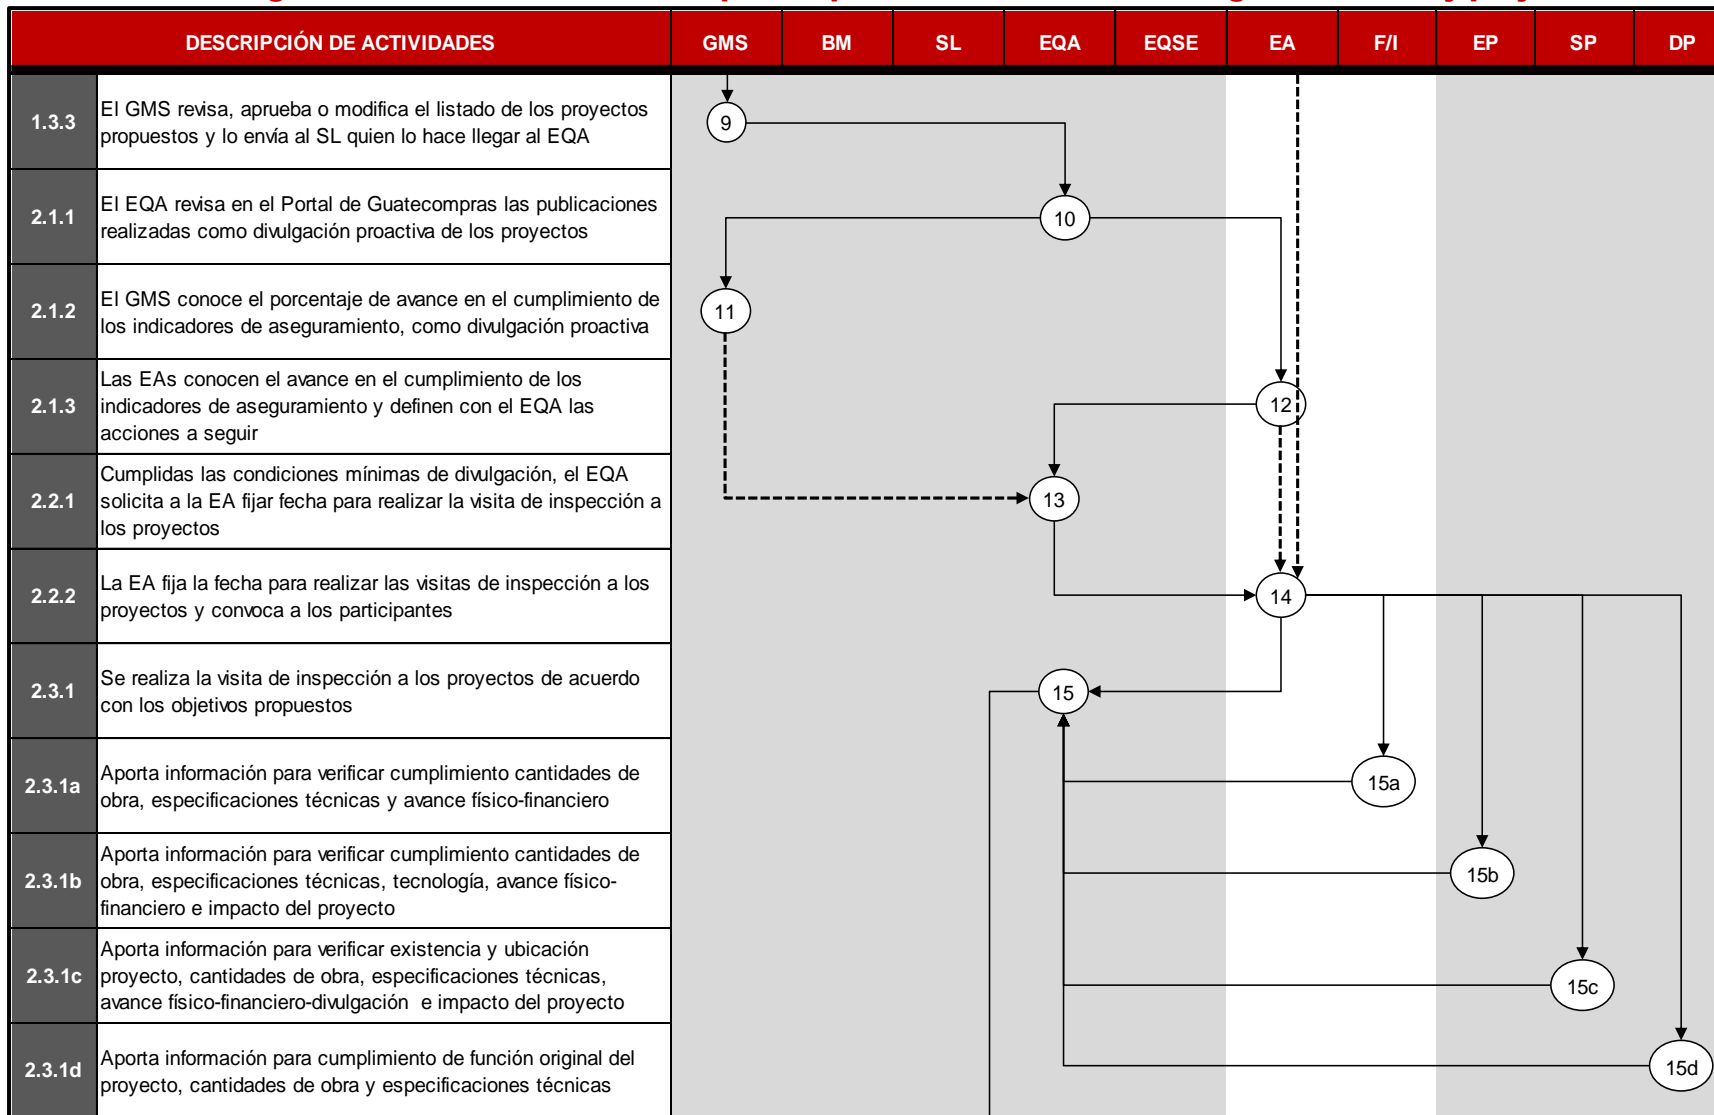 DESCRIPCIÓN DE ACTIVIDADES GMS BM SL EQA EQSE EA F/I EP SP DP
1.3.3
El GMS revisa, aprueba o modifica el listado de los proyectos
propuestos y lo envía al SL quien lo hace llegar al EQA
9
2.1.1
El EQA revisa en el Portal de Guatecompras las publicaciones
realizadas como divulgación proactiva de los proyectos
10
2.1.2
El GMS conoce el porcentaje de avance en el cumplimiento de
los indicadores de aseguramiento, como divulgación proactiva
11
2.1.3
Las EAs conocen el avance en el cumplimiento de los
indicadores de aseguramiento y definen con el EQA las
acciones a seguir
12
2.2.1
Cumplidas las condiciones mínimas de divulgación, el EQA
solicita a la EA fijar fecha para realizar la visita de inspección a
los proyectos
13
2.2.2
La EA fija la fecha para realizar las visitas de inspección a los
proyectos y convoca a los participantes
14
2.3.1
Se realiza la visita de inspección a los proyectos de acuerdo
con los objetivos propuestos
15
2.3.1a
Aporta información para verificar cumplimiento cantidades de
obra, especificaciones técnicas y avance físico-financiero
15a
2.3.1b
Aporta información para verificar cumplimiento cantidades de
obra, especificaciones técnicas, tecnología, avance físico-
financiero e impacto del proyecto
15b
2.3.1c
Aporta información para verificar existencia y ubicación
proyecto, cantidades de obra, especificaciones técnicas,
avance físico-financiero-divulgación e impacto del proyecto
15c
2.3.1d
Aporta información para cumplimiento de función original del
proyecto, cantidades de obra y especificaciones técnicas
15d